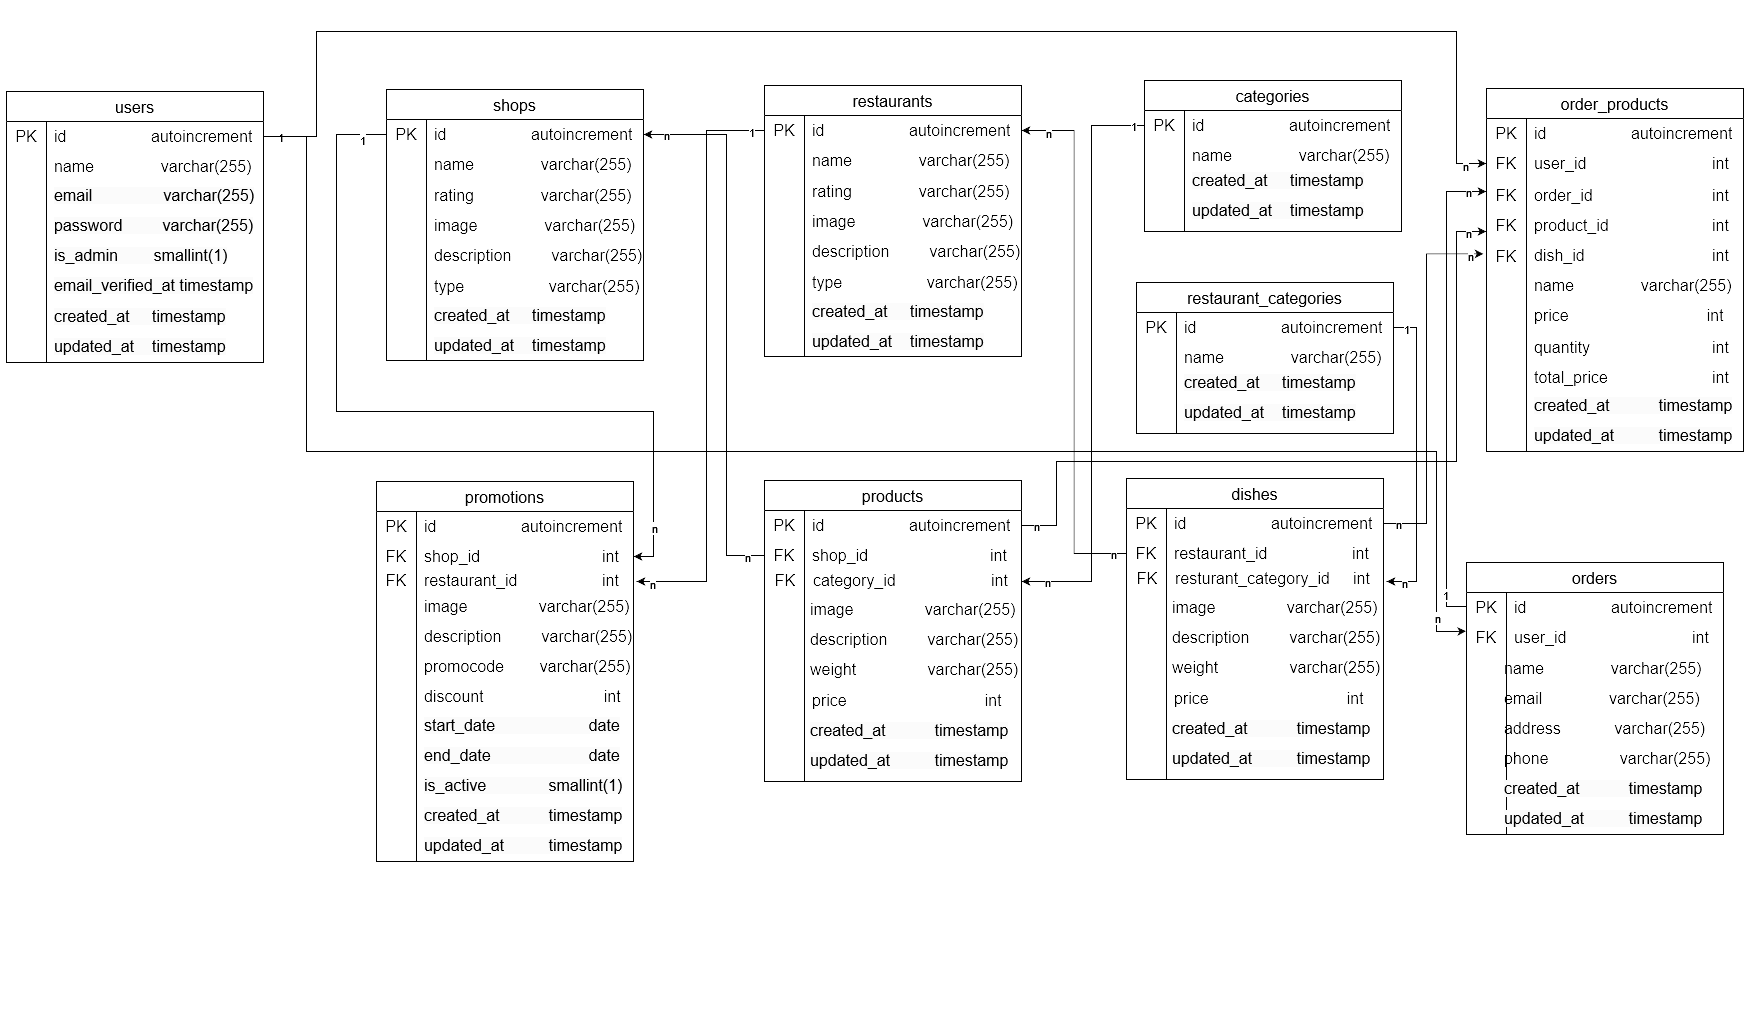 users
PK id autoincrement
name varchar(255)
email varchar(255)
password varchar(255)
is_admin smallint(1)
email_verified_at timestamp
created_at timestamp
updated_at timestamp
1
shops
PK id autoincrement
name varchar(255)
rating varchar(255)
image varchar(255)
description varchar(255)
type varchar(255)
created_at timestamp
updated_at timestamp
1
n
restaurants
PK id autoincrement
name varchar(255)
rating varchar(255)
image varchar(255)
description varchar(255)
type varchar(255)
created_at timestamp
updated_at timestamp
1
n
categories
PK id autoincrement
name varchar(255)
created_at timestamp
updated_at timestamp
1
restaurant_categories
PK id autoincrement
name varchar(255)
created_at timestamp
updated_at timestamp
1
order_products
PK id autoincrement
FK user_id int
FK order_id int
FK product_id int
FK dish_id int
name varchar(255)
price int
quantity int
total_price int
created_at timestamp
updated_at timestamp
n
n
n
n
promotions
PK id autoincrement
FK shop_id int
FK restaurant_id int
image varchar(255)
description varchar(255)
promocode varchar(255)
discount int
start_date date
end_date date
is_active smallint(1)
created_at timestamp
updated_at timestamp
n
n
products
PK id autoincrement
FK shop_id int
FK category_id int
image varchar(255)
description varchar(255)
weight varchar(255)
price int
created_at timestamp
updated_at timestamp
n
n
n
dishes
PK id autoincrement
FK restaurant_id int
FK resturant_category_id int
image varchar(255)
description varchar(255)
weight varchar(255)
price int
created_at timestamp
updated_at timestamp
n
n
n
orders
PK id autoincrement
FK user_id int
name varchar(255)
email varchar(255)
address varchar(255)
phone varchar(255)
created_at timestamp
updated_at timestamp
1
n